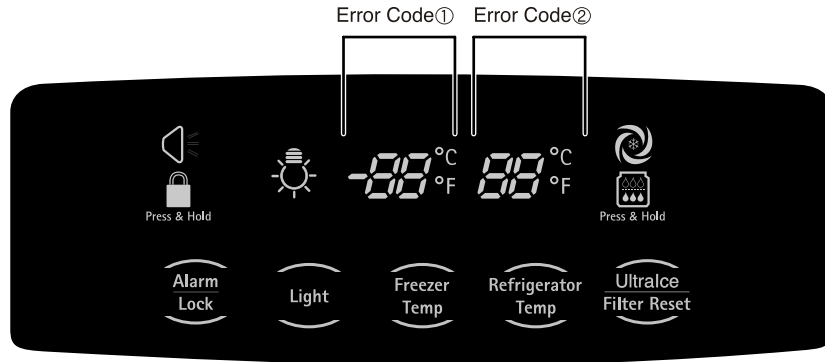 Error Code① Error Code②
-88 °C °F 88 °C °F
Press & Hold Press & Hold
Alarm Lock
Light
Freezer Temp
Refrigerator Temp
UltraIce Filter Reset